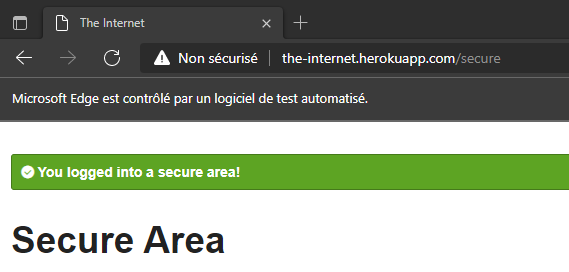 The Internet
Non sécurisé | the-internet.herokuapp.com/secure
Microsoft Edge est contrôlé par un logiciel de test automatisé.
You logged into a secure area!
Secure Area